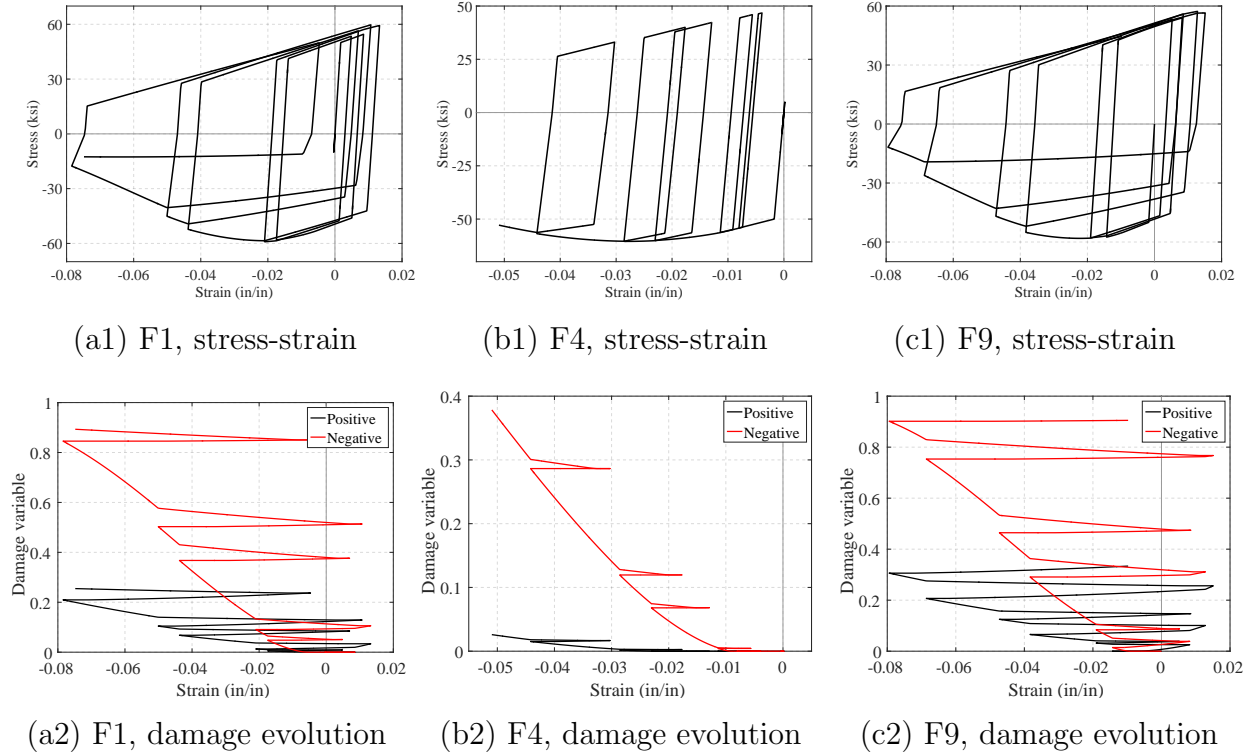 60
30
0
-30
-60
Stress (ksi)
-0.08 -0.06 -0.04 -0.02 0 0.02
Strain (in/in)
(a1) F1, stress-strain
50
25
0
-25
-50
Stress (ksi)
-0.05 -0.04 -0.03 -0.02 -0.01 0
Strain (in/in)
(b1) F4, stress-strain
60
30
0
-30
-60
Stress (ksi)
-0.08 -0.06 -0.04 -0.02 0 0.02
Strain (in/in)
(c1) F9, stress-strain
1
0.8
0.6
0.4
0.2
0
Damage variable
Positive
Negative
-0.08 -0.06 -0.04 -0.02 0 0.02
Strain (in/in)
(a2) F1, damage evolution
0.4
0.3
0.2
0.1
0
Damage variable
Positive
Negative
-0.05 -0.04 -0.03 -0.02 -0.01 0
Strain (in/in)
(b2) F4, damage evolution
1
0.8
0.6
0.4
0.2
0
Damage variable
Positive
Negative
-0.08 -0.06 -0.04 -0.02 0 0.02
Strain (in/in)
(c2) F9, damage evolution